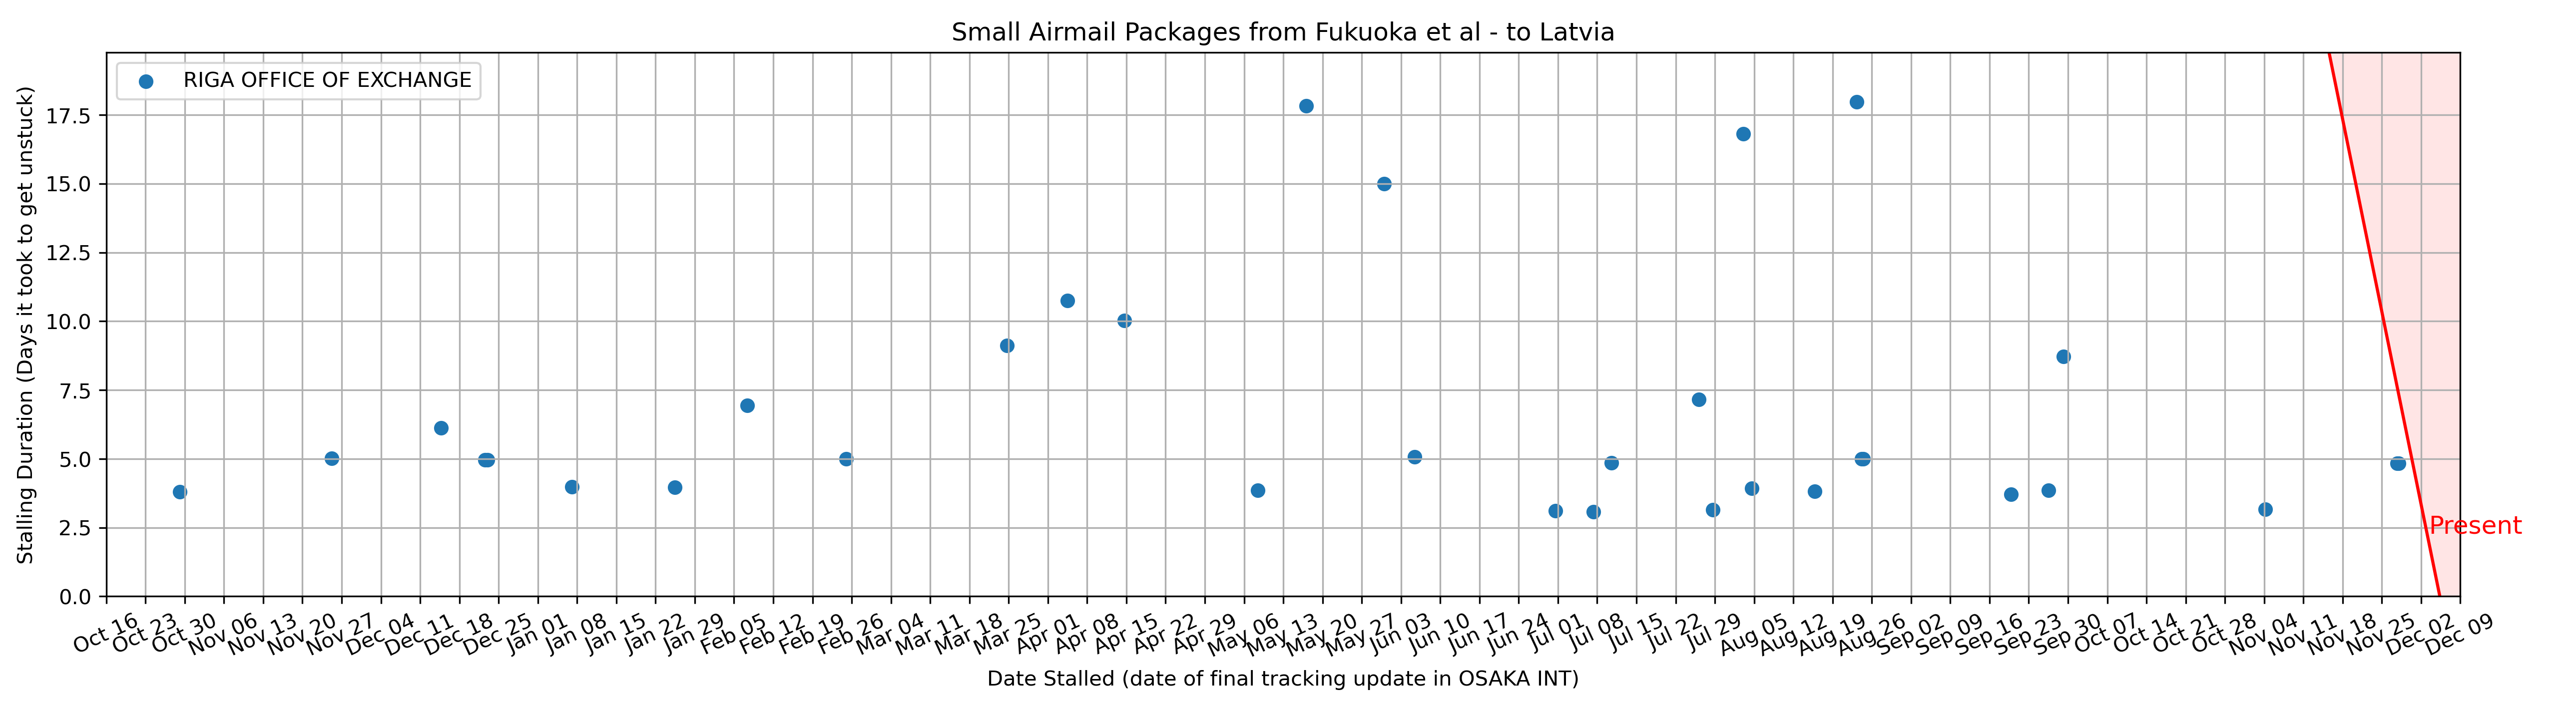 Small Airmail Packages from Fukuoka et al - to Latvia
RIGA OFFICE OF EXCHANGE
Stalling Duration (Days it took to get unstuck)
17.5
15.0
12.5
10.0
7.5
5.0
2.5
0.0
Present
Oct 16
Oct 23
Oct 30
Nov 06
Nov 13
Nov 20
Nov 27
Dec 04
Dec 11
Dec 18
Dec 25
Jan 01
Jan 08
Jan 15
Jan 22
Jan 29
Feb 05
Feb 12
Feb 19
Feb 26
Mar 04
Mar 11
Mar 18
Mar 25
Apr 01
Apr 08
Apr 15
Apr 22
Apr 29
May 06
May 13
May 20
May 27
Jun 03
Jun 10
Jun 17
Jun 24
Jul 01
Jul 08
Jul 15
Jul 22
Jul 29
Aug 05
Aug 12
Aug 19
Aug 26
Sep 02
Sep 09
Sep 16
Sep 23
Sep 30
Oct 07
Oct 14
Oct 21
Oct 28
Nov 04
Nov 11
Nov 18
Nov 25
Dec 02
Dec 09
Date Stalled (date of final tracking update in OSAKA INT)